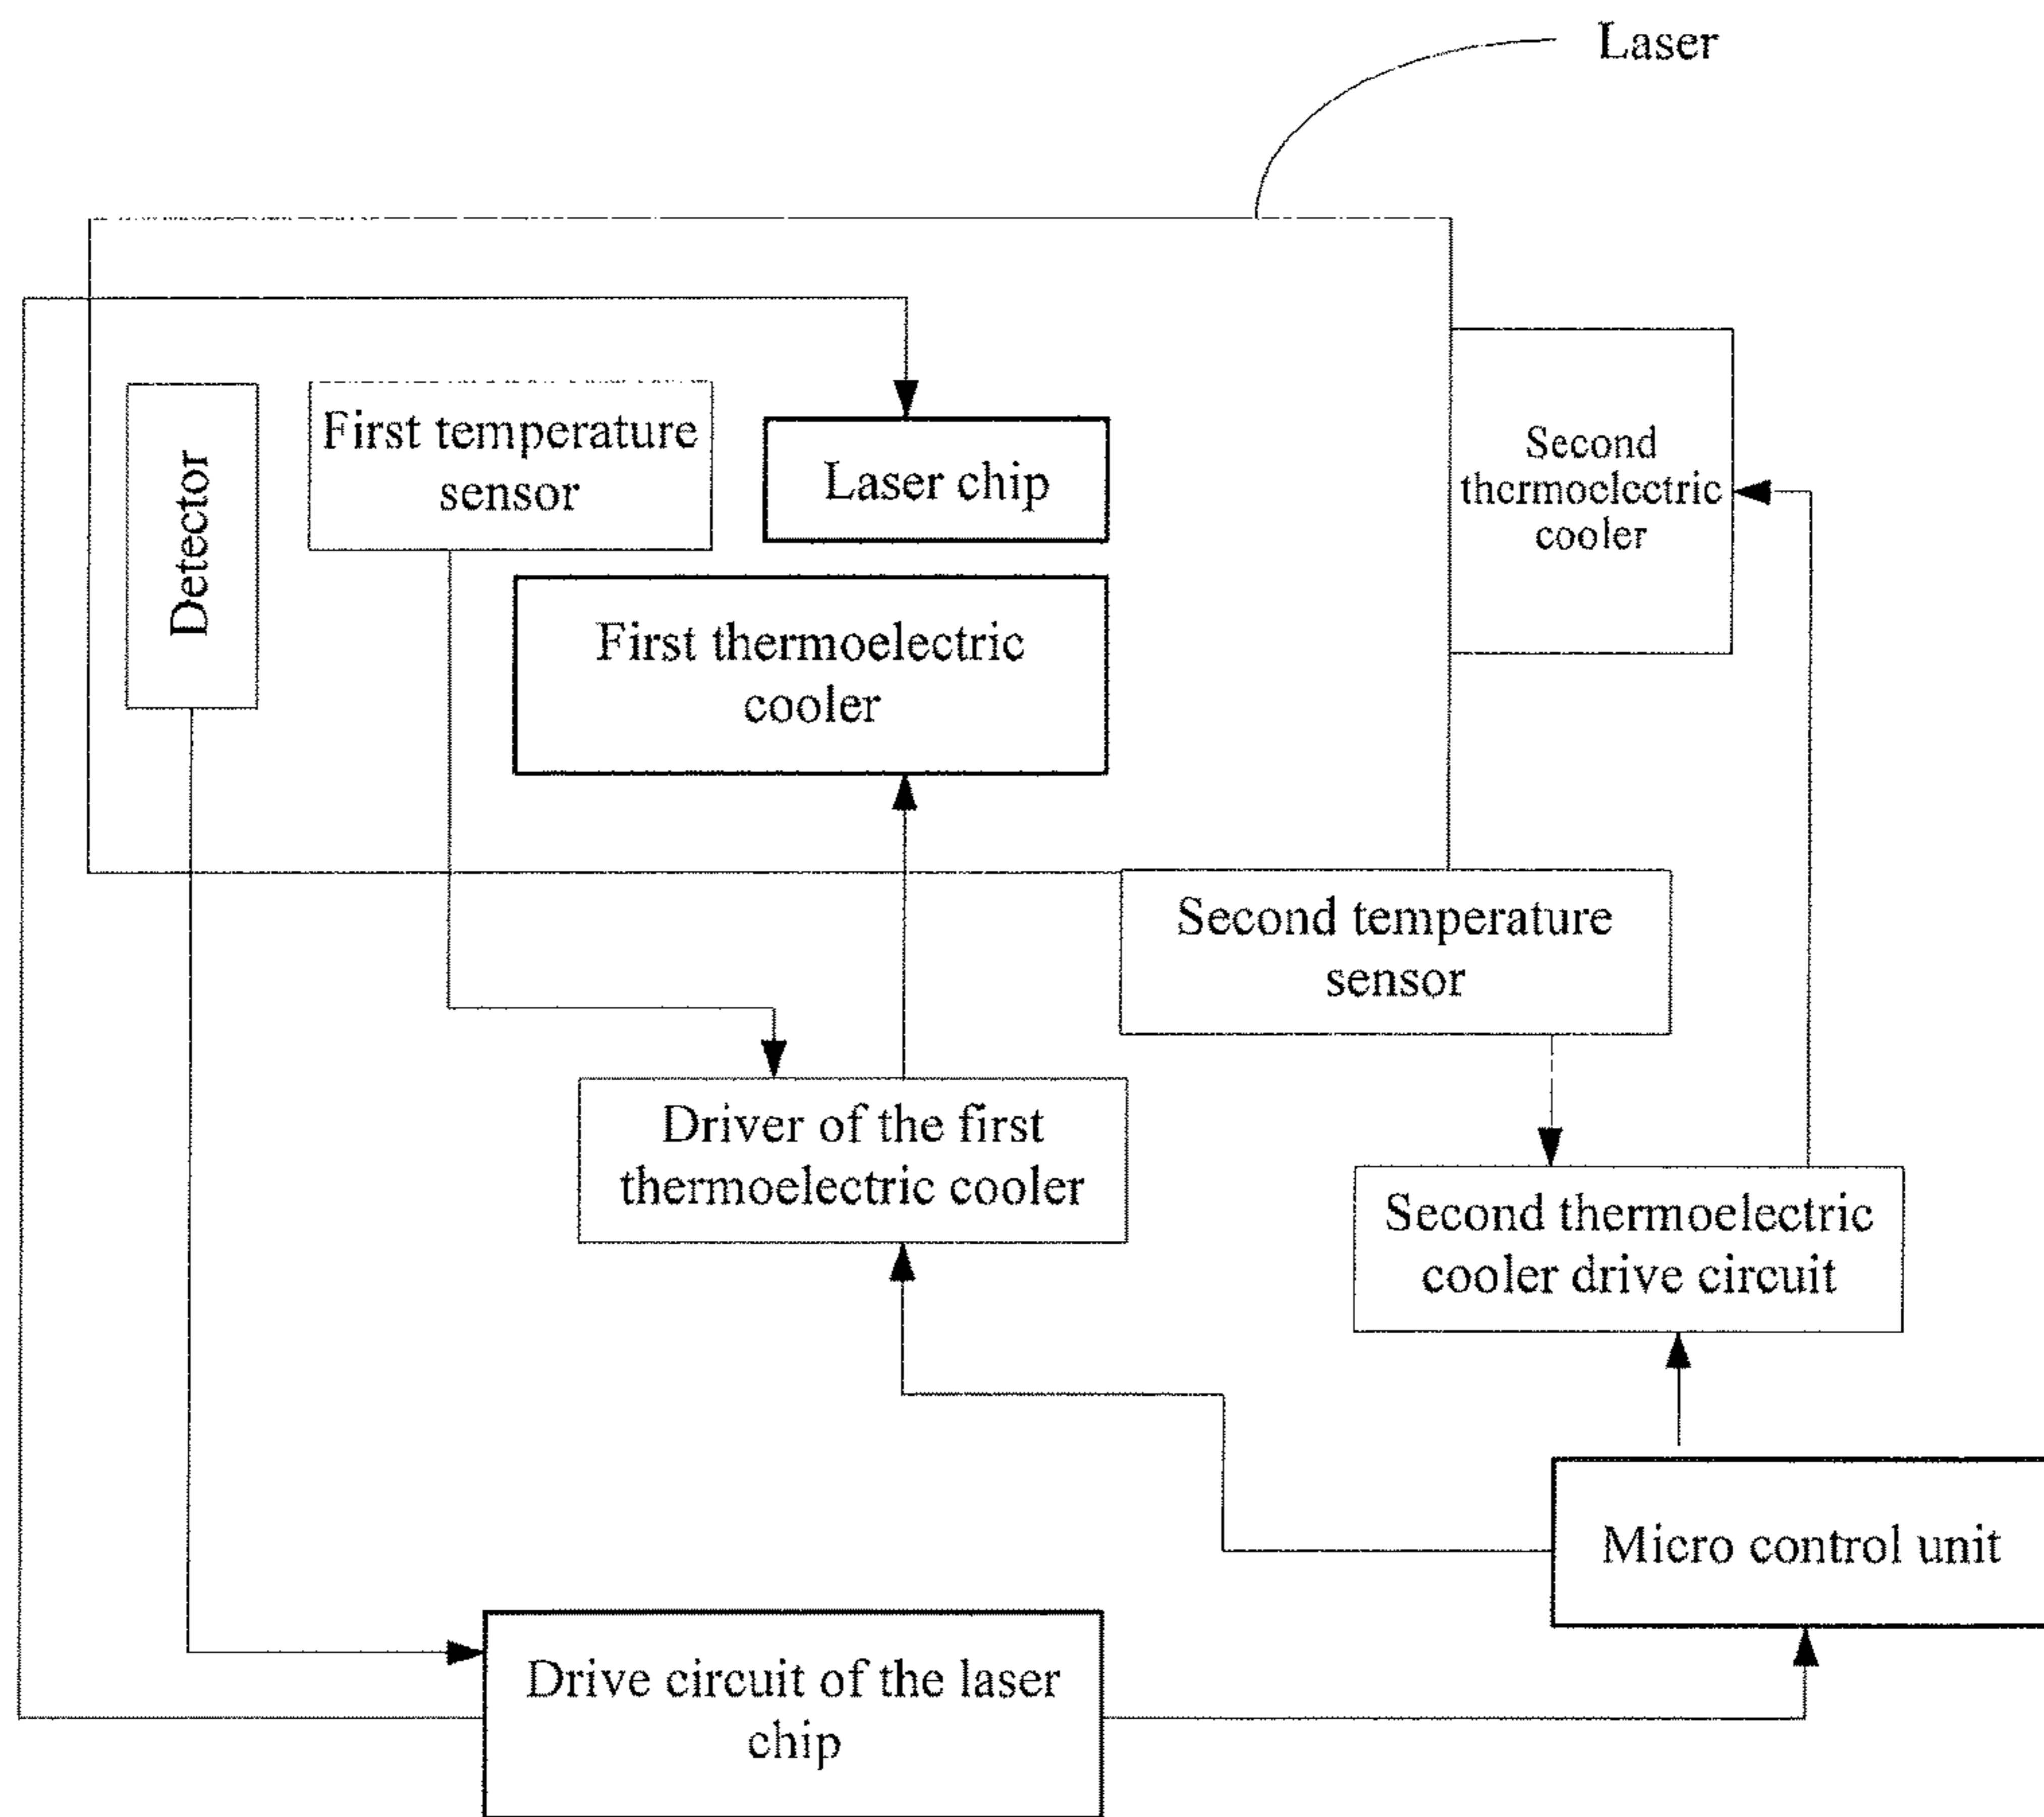 Laser
Detector
First temperature
sensor
Laser chip
Second
thermoelectric
cooler
First thermoelectric
cooler
Second temperature
sensor
Driver of the first
thermoelectric cooler
Second thermoelectric
cooler drive circuit
Micro control unit
Drive circuit of the laser
chip